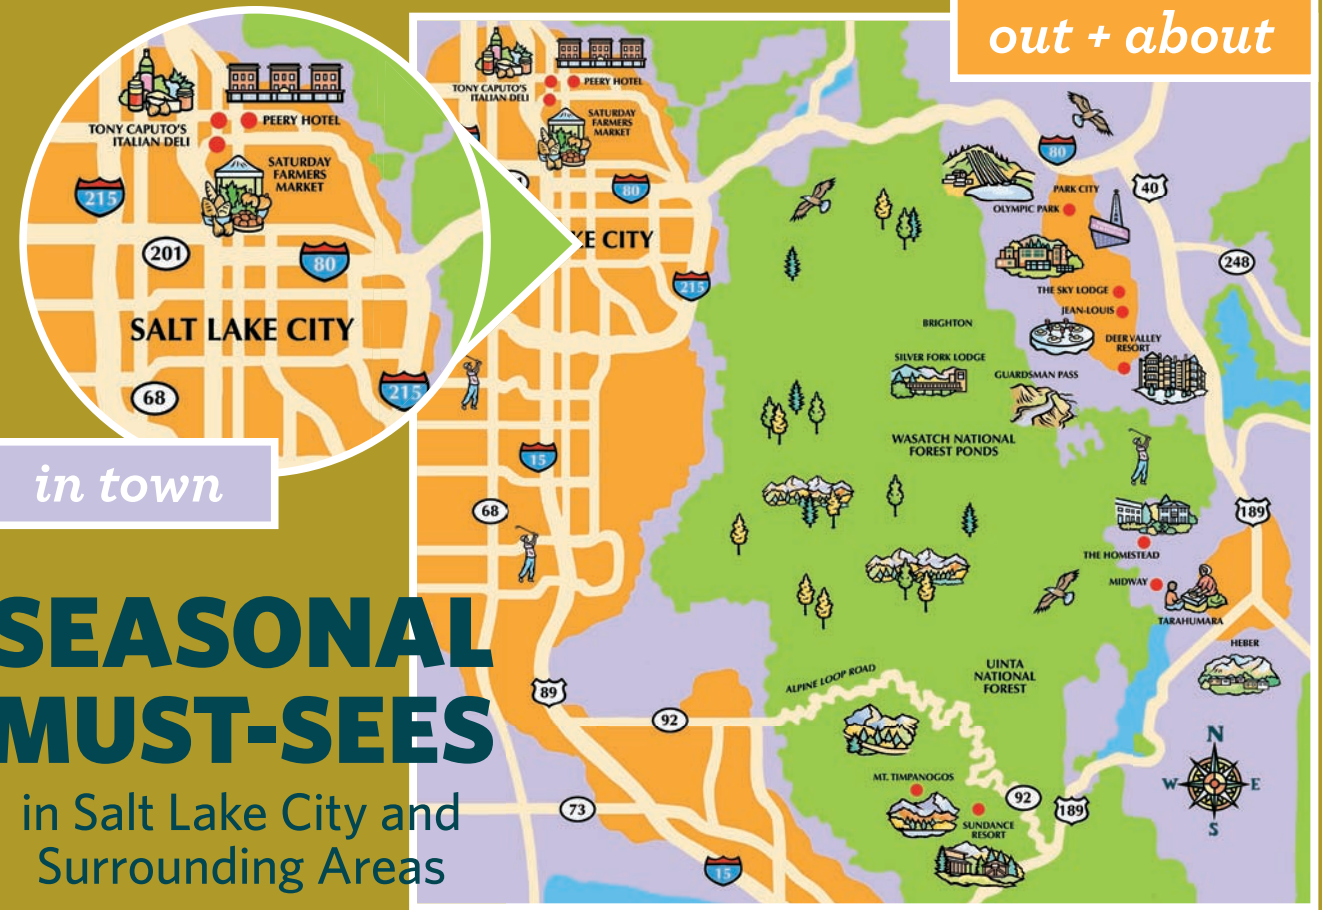 out + about
TONY CAPUTO'S
ITALIAN DELI
PEERY HOTEL
SATURDAY
FARMERS
MARKET
215
201
80
SALT LAKE CITY
68
215
in town
SEASONAL
MUST-SEES
in Salt Lake City and
Surrounding Areas
TONY CAPUTO'S
ITALIAN DELI
PEERY HOTEL
SATURDAY
FARMERS
MARKET
80
KE CITY
215
15
68
89
92
73
15
80
40
PARK CITY
OLYMPIC PARK
248
THE SKY LODGE
JEAN-LOUIS
BRIGHTON
DEER VALLEY
RESORT
SILVER FORK LODGE
GUARDSMAN PASS
WASATCH NATIONAL
FOREST PONDS
189
THE HOMESTEAD
MIDWAY
TARAHUMARA
HEBER
UINTA
NATIONAL
FOREST
ALPINE LOOP ROAD
MT. TIMPANOGOS
92
189
SUNDANCE
RESORT
N
W
E
S